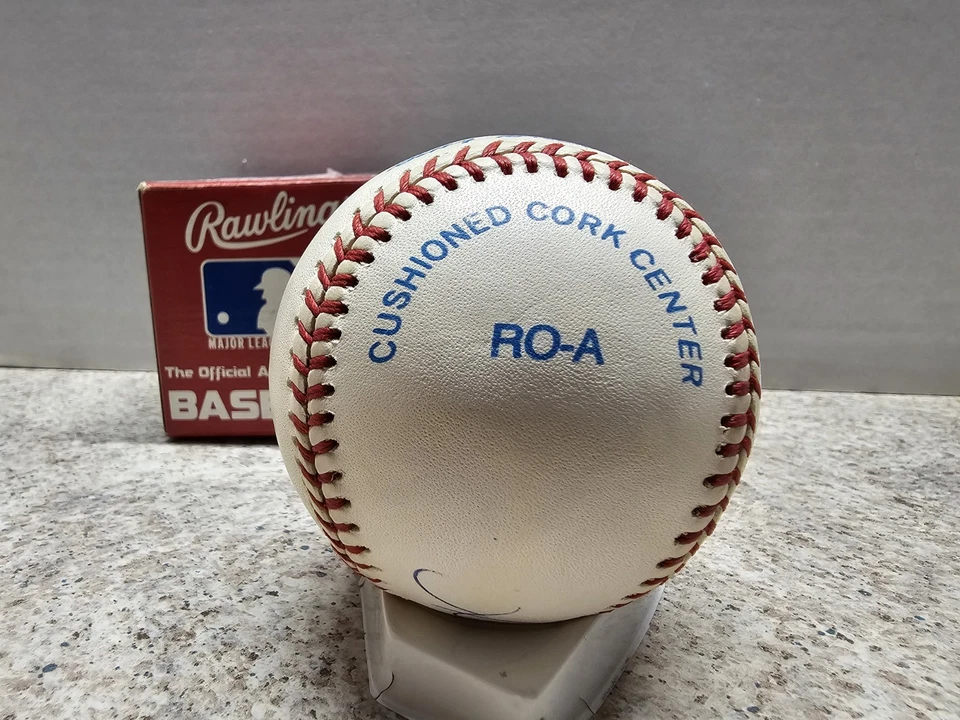 Rawling
MAJOR LEA
The Official A
BASE
CUSHIONED CORK CENTER
RO-A